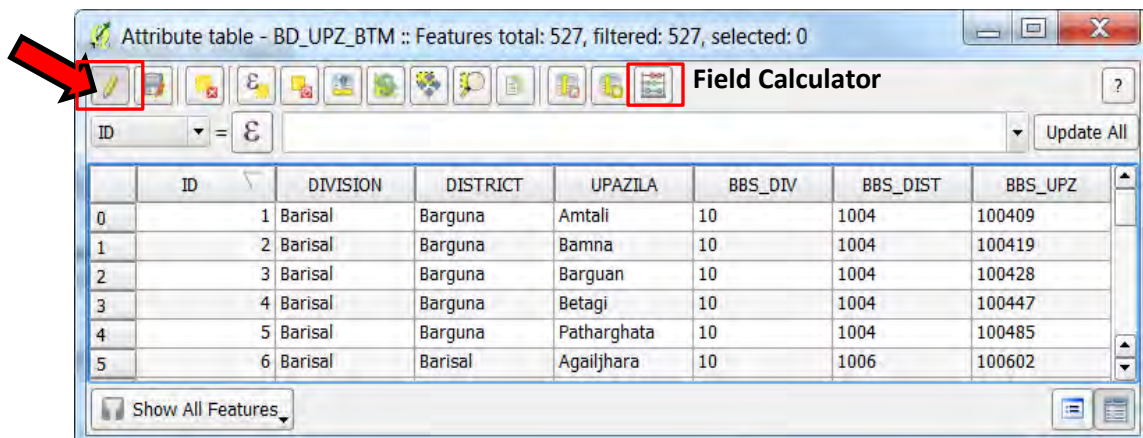 Attribute table - BD_UPZ_BTM :: Features total: 527, filtered: 527, selected: 0
Field Calculator
?
ID = ε Update All
ID DIVISION DISTRICT UPAZILA BBS_DIV BBS_DIST BBS_UPZ
0 1 Barisal Barguna Amtali 10 1004 100409
1 2 Barisal Barguna Bamna 10 1004 100419
2 3 Barisal Barguna Barguan 10 1004 100428
3 4 Barisal Barguna Betagi 10 1004 100447
4 5 Barisal Barguna Patharghata 10 1004 100485
5 6 Barisal Barisal Agailjhara 10 1006 100602
Show All Features